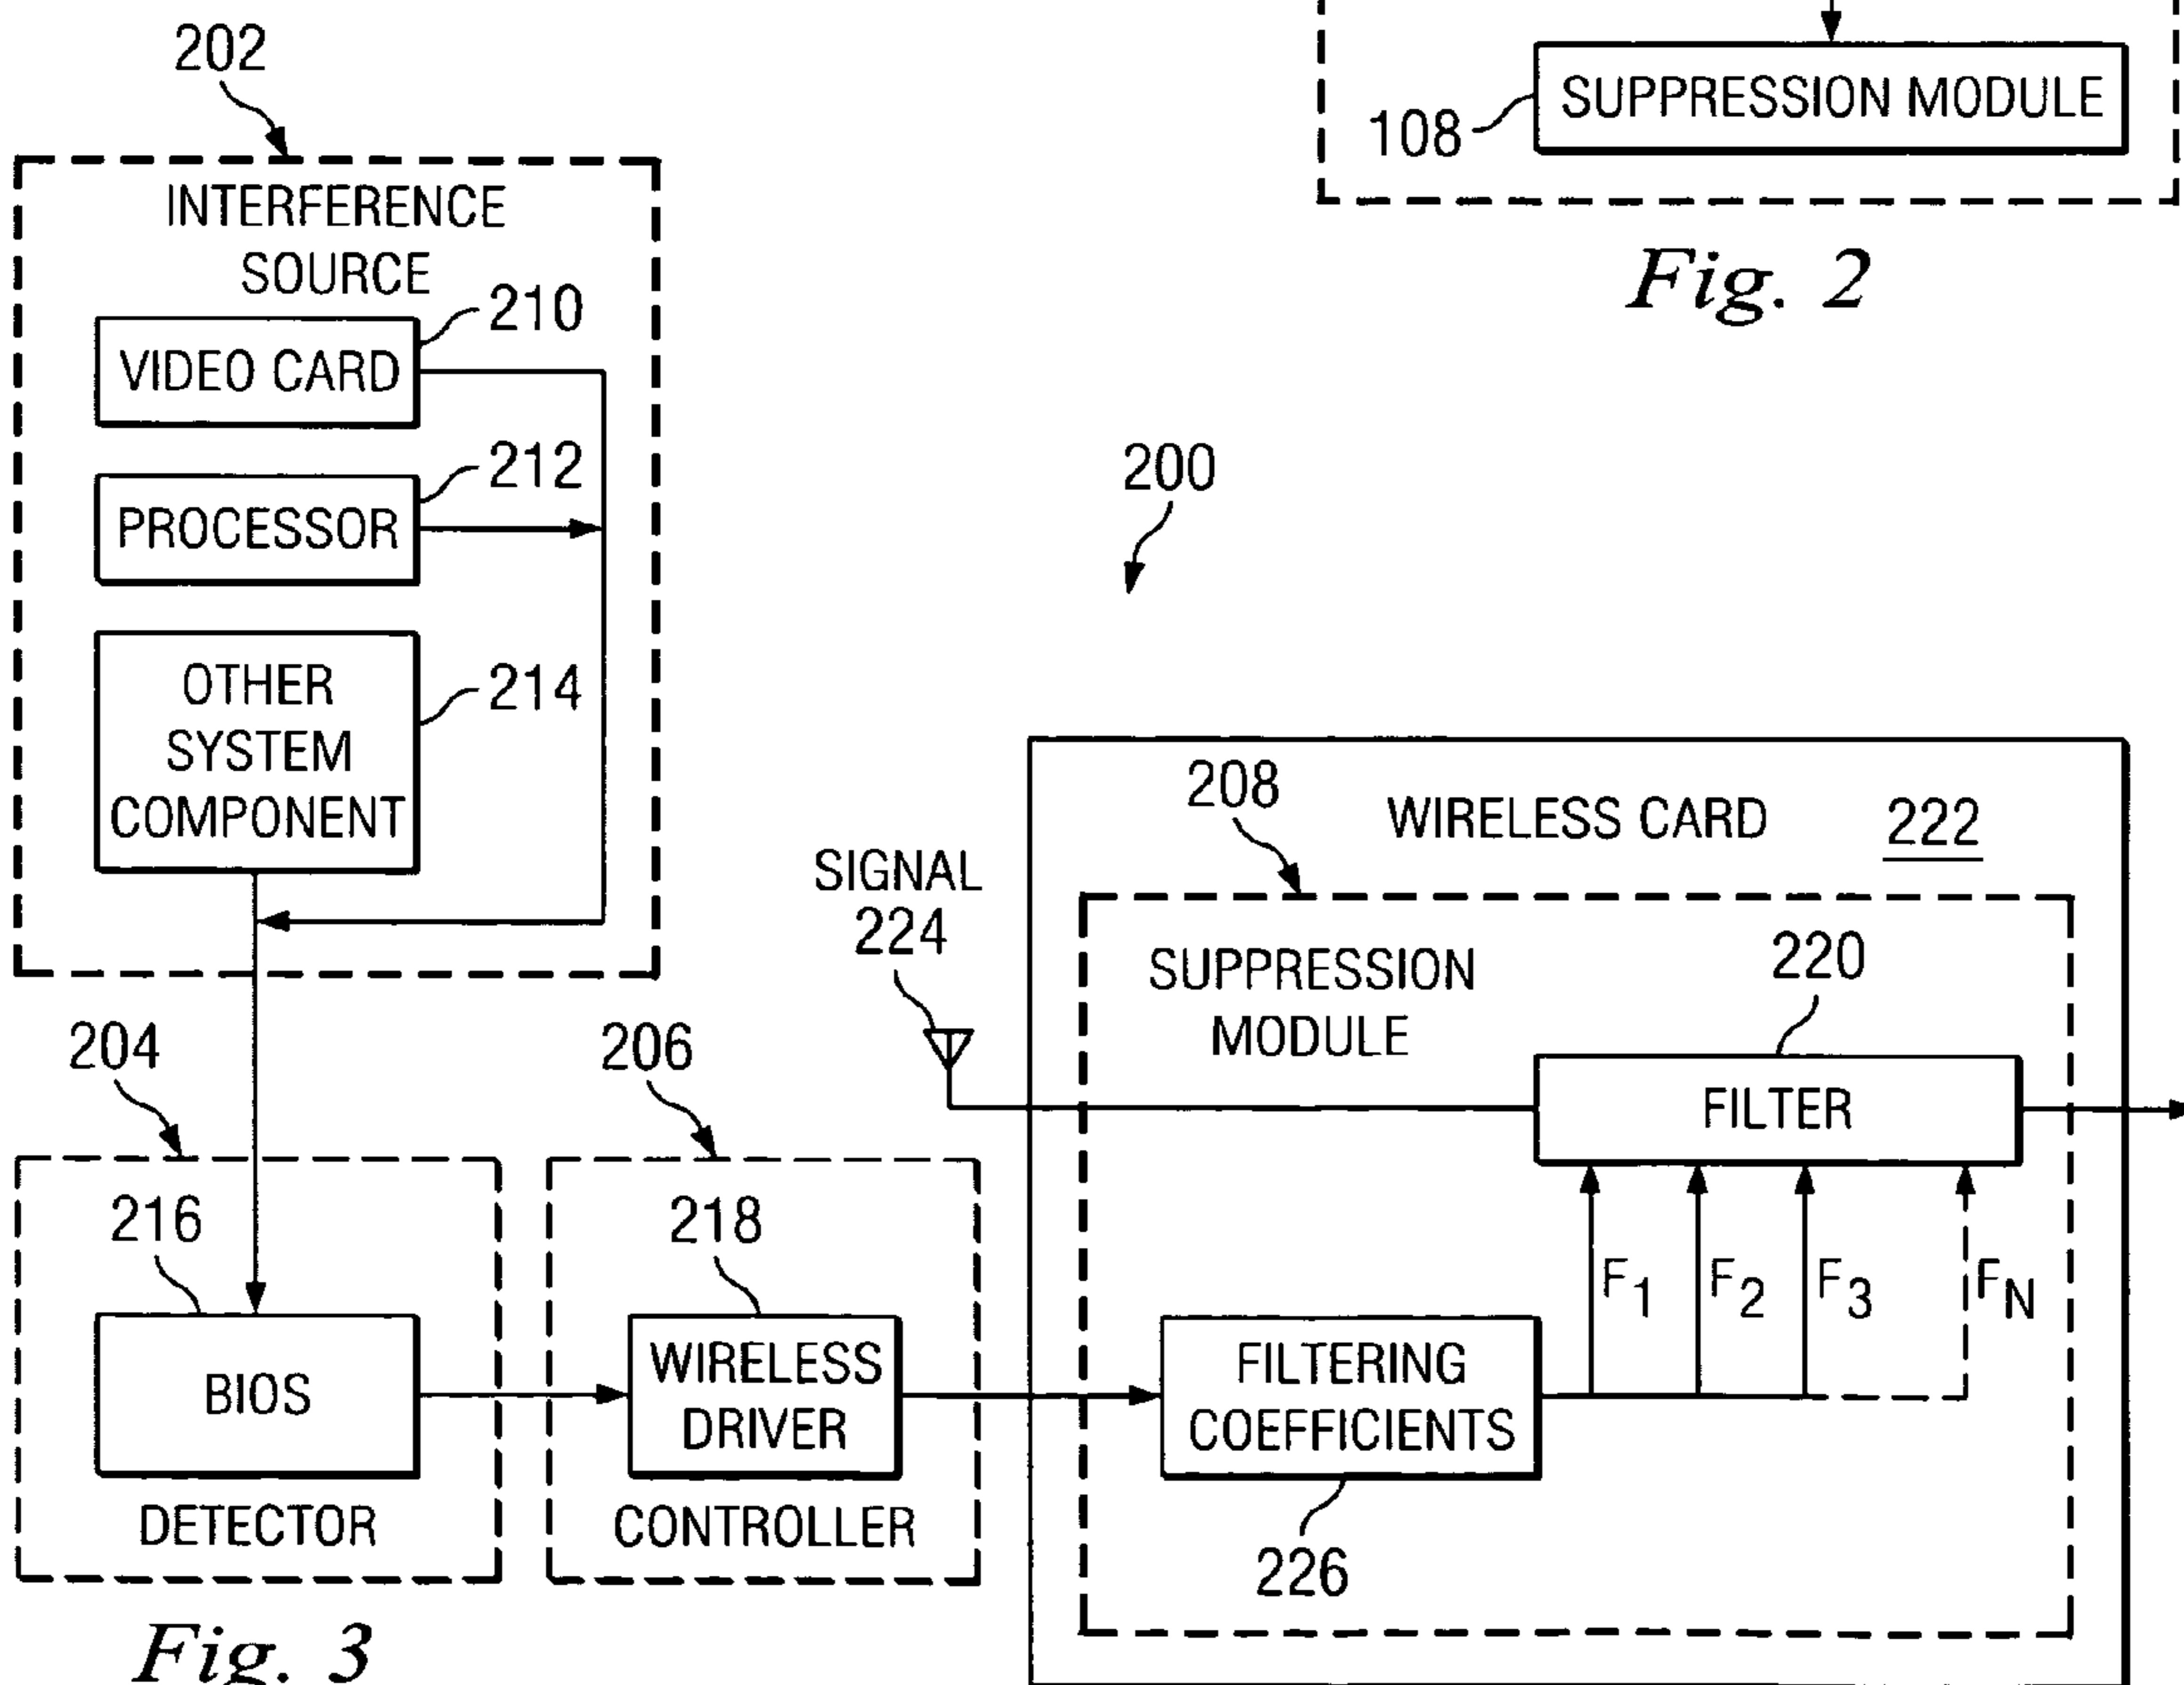 202
INTERFERENCE
SOURCE
210
VIDEO CARD
212
PROCESSOR
214
OTHER
SYSTEM
COMPONENT
108
SUPPRESSION MODULE
Fig. 2
200
208
WIRELESS CARD 222
SIGNAL
224
SUPPRESSION
MODULE
220
FILTER
F1 F2 F3 FN
FILTERING
COEFFICIENTS
226
204
216
BIOS
DETECTOR
206
218
WIRELESS
DRIVER
CONTROLLER
Fig. 3